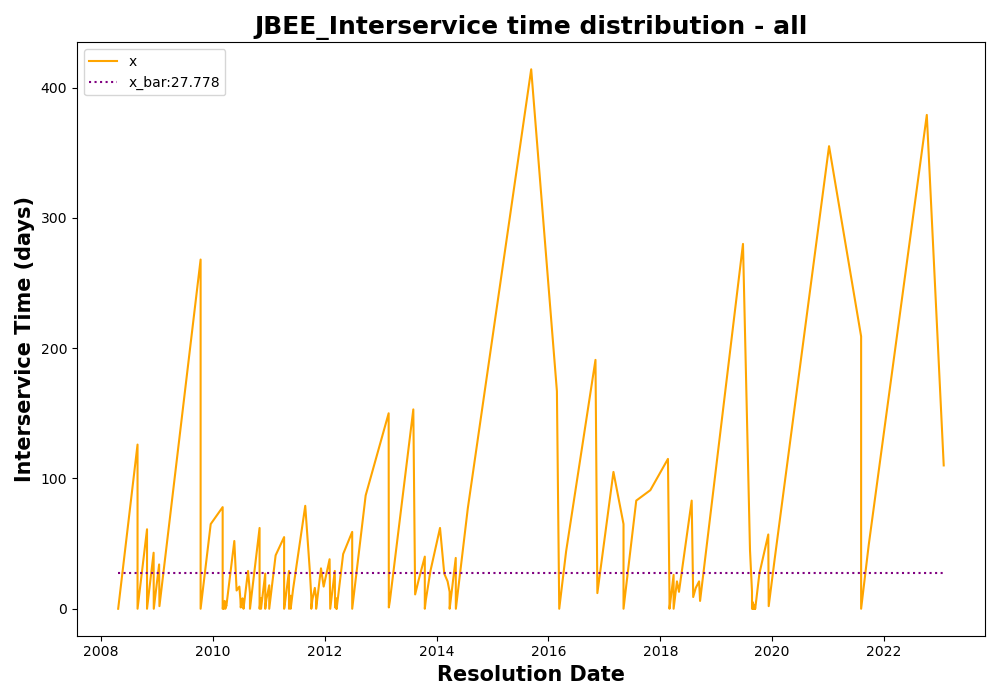 JBEE_Interservice time distribution - all
x
x_bar:27.778
Interservice Time (days)
400
300
200
100
0
2008 2010 2012 2014 2016 2018 2020 2022
Resolution Date